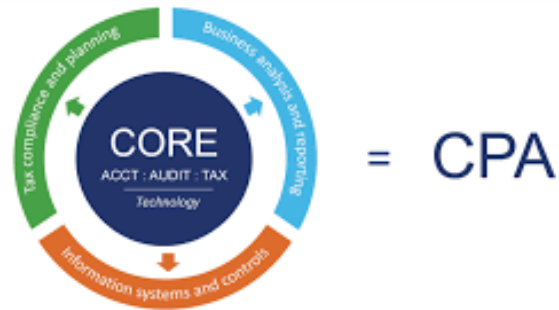 Tax compliance and planning
Business analysis and reporting
CORE
ACCT : AUDIT : TAX
Technology
Information systems and controls
= CPA